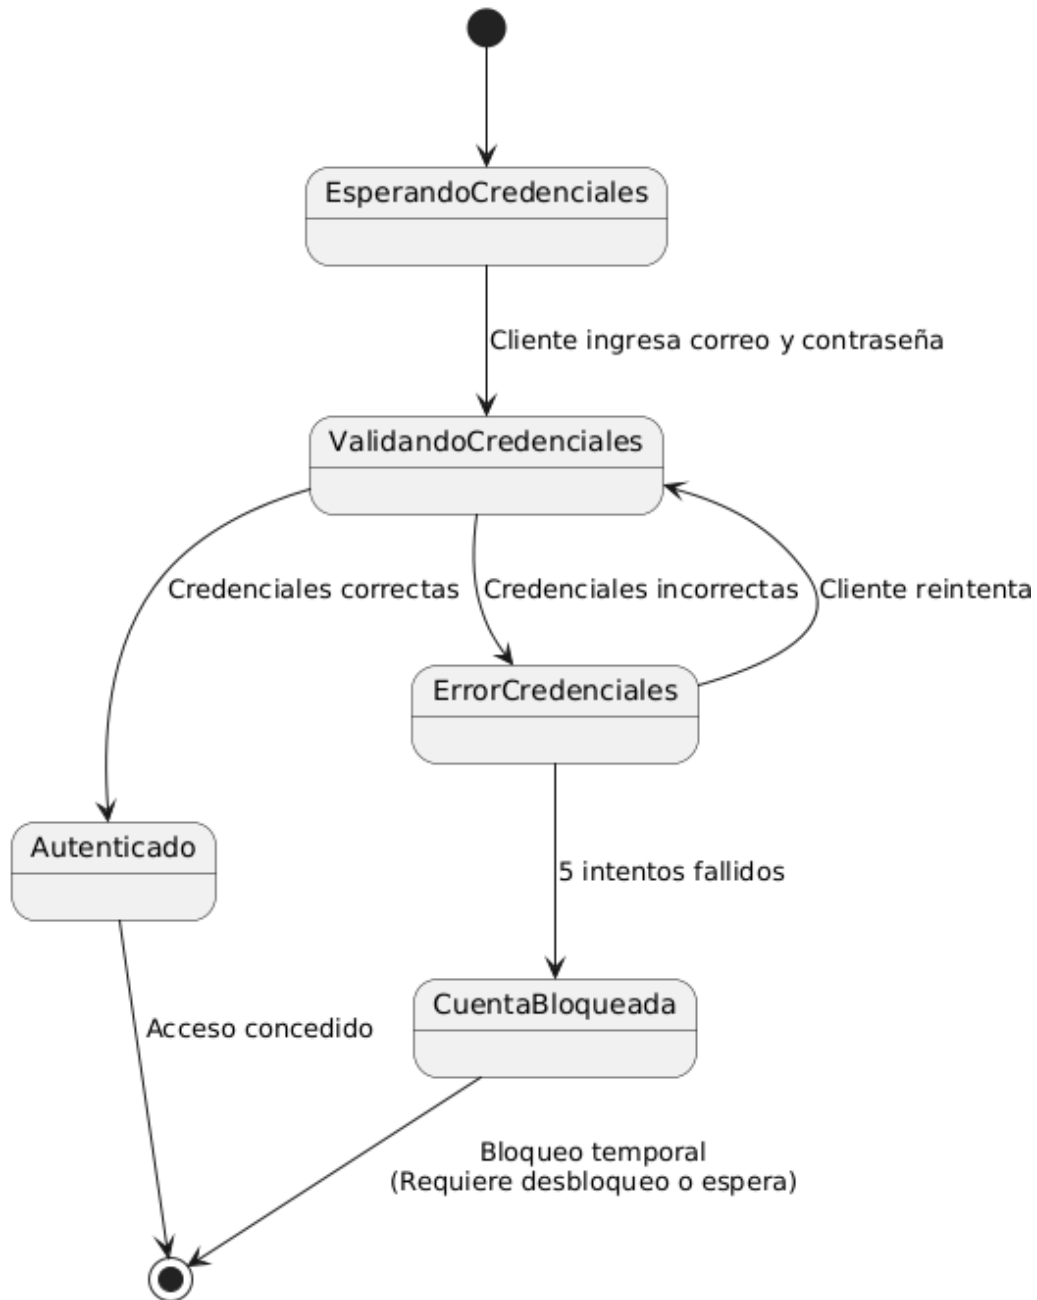 EsperandoCredenciales
Cliente ingresa correo y contraseña
ValidandoCredenciales
Credenciales correctas
Credenciales incorrectas
Cliente reintenta
ErrorCredenciales
Autenticado
5 intentos fallidos
CuentaBloqueada
Acceso concedido
Bloqueo temporal
(Requiere desbloqueo o espera)